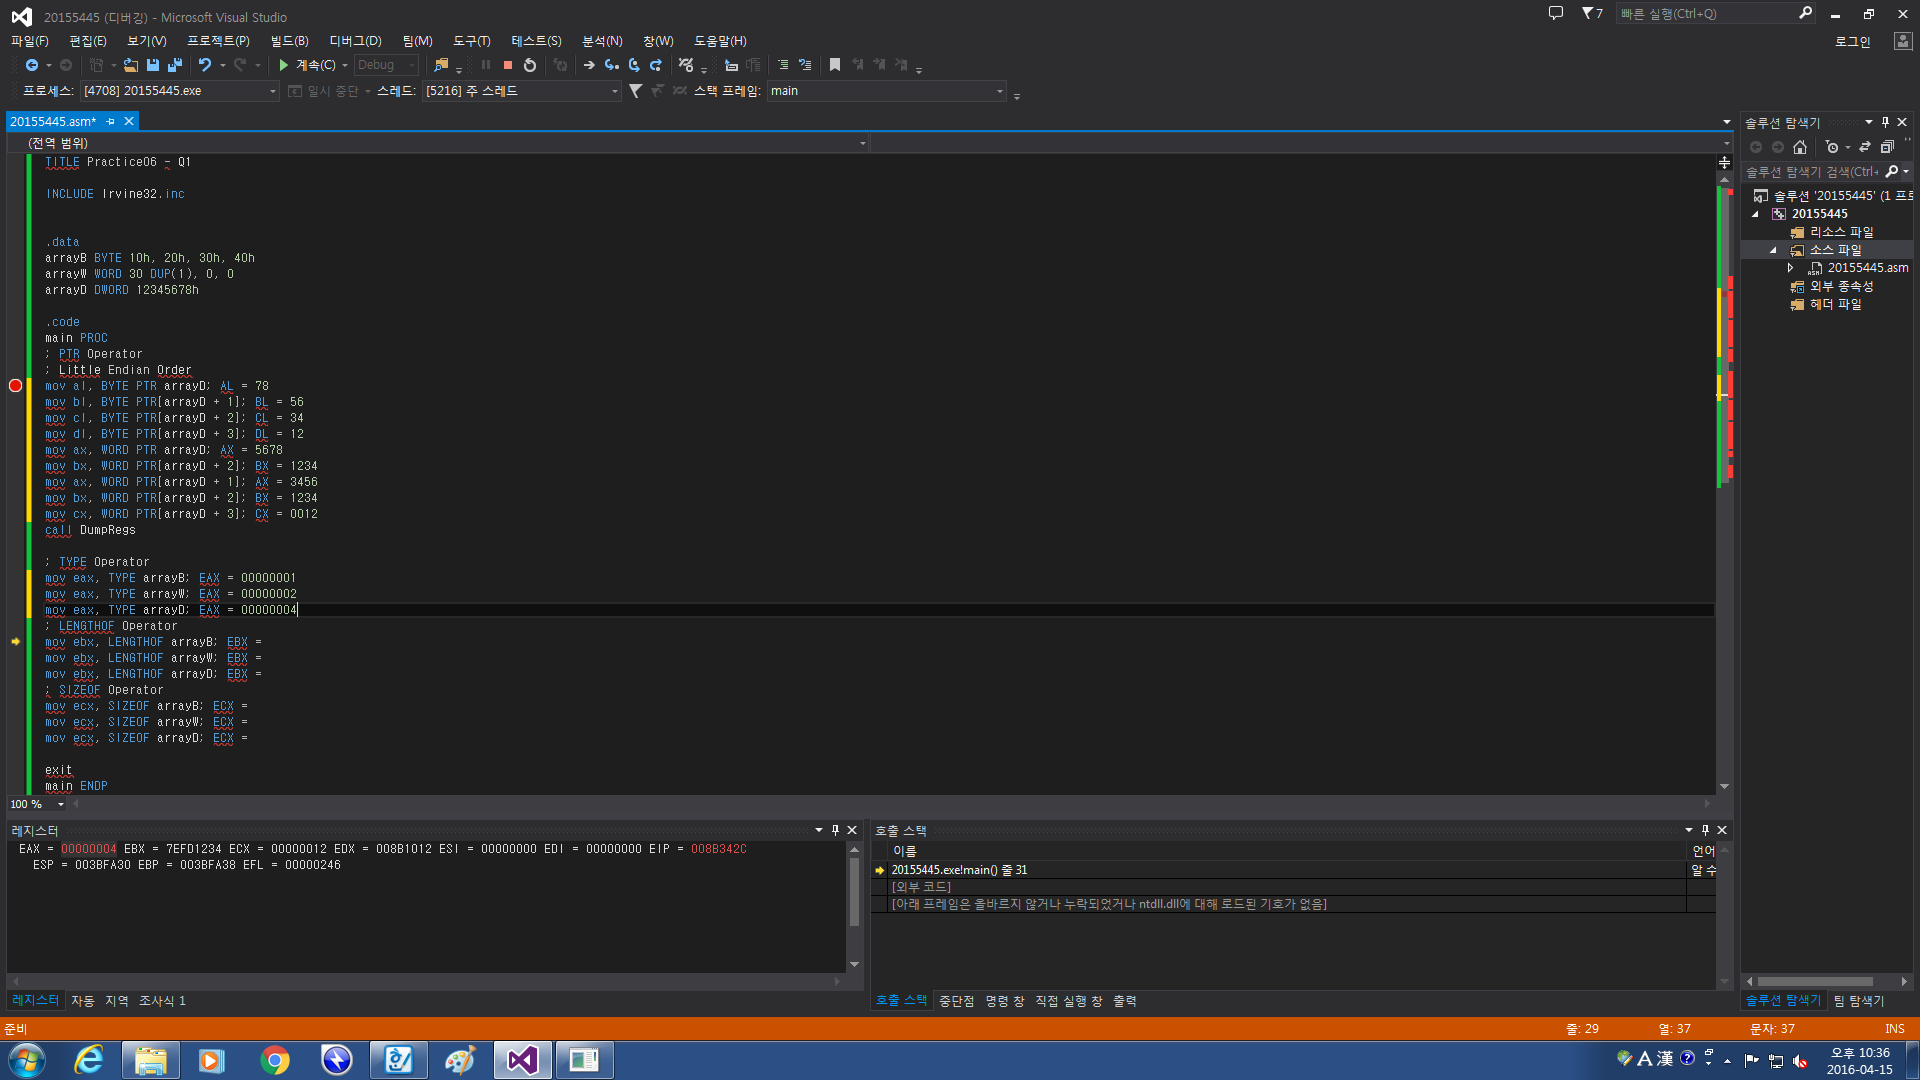 20155445 (디버깅) - Microsoft Visual Studio
7
빠른 실행(Ctrl+Q)
파일(F) 편집(E) 보기(V) 프로젝트(P) 빌드(B) 디버그(D) 팀(M) 도구(T) 테스트(S) 분석(N) 창(W) 도움말(H)
로그인
계속(C) Debug
프로세스: [4708] 20155445.exe 일시 중단 스레드: [5216] 주 스레드 스택 프레임: main
20155445.asm*
(전역 범위)
TITLE Practice06 - Q1
INCLUDE Irvine32.inc
.data
arrayB BYTE 10h, 20h, 30h, 40h
arrayW WORD 30 DUP(1), 0, 0
arrayD DWORD 12345678h
.code
main PROC
; PTR Operator
; Little Endian Order
mov al, BYTE PTR arrayD; AL = 78
mov bl, BYTE PTR[arrayD + 1]; BL = 56
mov cl, BYTE PTR[arrayD + 2]; CL = 34
mov dl, BYTE PTR[arrayD + 3]; DL = 12
mov ax, WORD PTR arrayD; AX = 5678
mov bx, WORD PTR[arrayD + 2]; BX = 1234
mov ax, WORD PTR[arrayD + 1]; AX = 3456
mov bx, WORD PTR[arrayD + 2]; BX = 1234
mov cx, WORD PTR[arrayD + 3]; CX = 0012
call DumpRegs
; TYPE Operator
mov eax, TYPE arrayB; EAX = 00000001
mov eax, TYPE arrayW; EAX = 00000002
mov eax, TYPE arrayD; EAX = 00000004
; LENGTHOF Operator
mov ebx, LENGTHOF arrayB; EBX =
mov ebx, LENGTHOF arrayW; EBX =
mov ebx, LENGTHOF arrayD; EBX =
; SIZEOF Operator
mov ecx, SIZEOF arrayB; ECX =
mov ecx, SIZEOF arrayW; ECX =
mov ecx, SIZEOF arrayD; ECX =
exit
main ENDP
100 %
레지스터
EAX = 00000004 EBX = 7EFD1234 ECX = 00000012 EDX = 008B1012 ESI = 00000000 EDI = 00000000 EIP = 008B342C
ESP = 003BFA30 EBP = 003BFA38 EFL = 00000246
레지스터 자동 지역 조사식 1
호출 스택
이름 언어
20155445.exe!main() 줄 31 알 수
[외부 코드]
[아래 프레임은 올바르지 않거나 누락되었거나 ntdll.dll에 대해 로드된 기호가 없음]
호출 스택 중단점 명령 창 직접 실행 창 출력
솔루션 탐색기
솔루션 탐색기 검색(Ctrl+
솔루션 '20155445' (1 프로
20155445
리소스 파일
소스 파일
20155445.asm
외부 종속성
헤더 파일
솔루션 탐색기 팀 탐색기
준비 줄: 29 열: 37 문자: 37 INS
A 漢
오후 10:36
2016-04-15